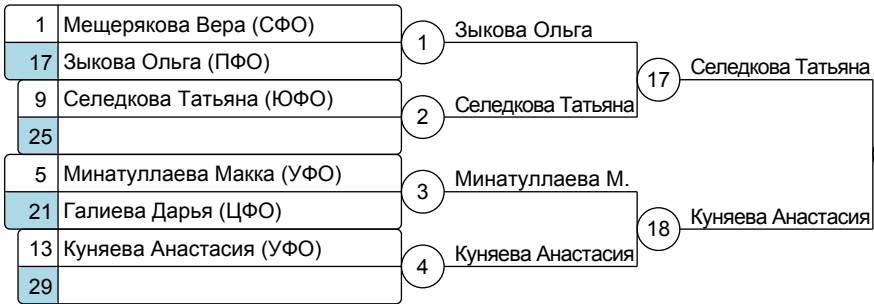 1 Мещерякова Вера (СФО)
17 Зыкова Ольга (ПФО)
1 Зыкова Ольга
9 Селедкова Татьяна (ЮФО)
25
2 Селедкова Татьяна
17 Селедкова Татьяна
5 Минатуллаева Макка (УФО)
21 Галиева Дарья (ЦФО)
3 Минатуллаева М.
13 Куняева Анастасия (УФО)
29
4 Куняева Анастасия
18 Куняева Анастасия